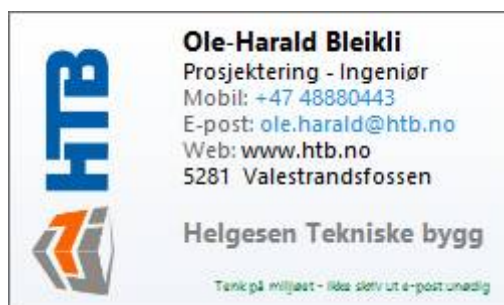 HTB
Ole-Harald Bleikli
Prosjektering - Ingeniør
Mobil: +47 48880443
E-post: ole.harald@htb.no
Web: www.htb.no
5281 Valestrandsfossen
Helgesen Tekniske bygg
Tenk på miljøet - ikke skriv ut e-post unødig